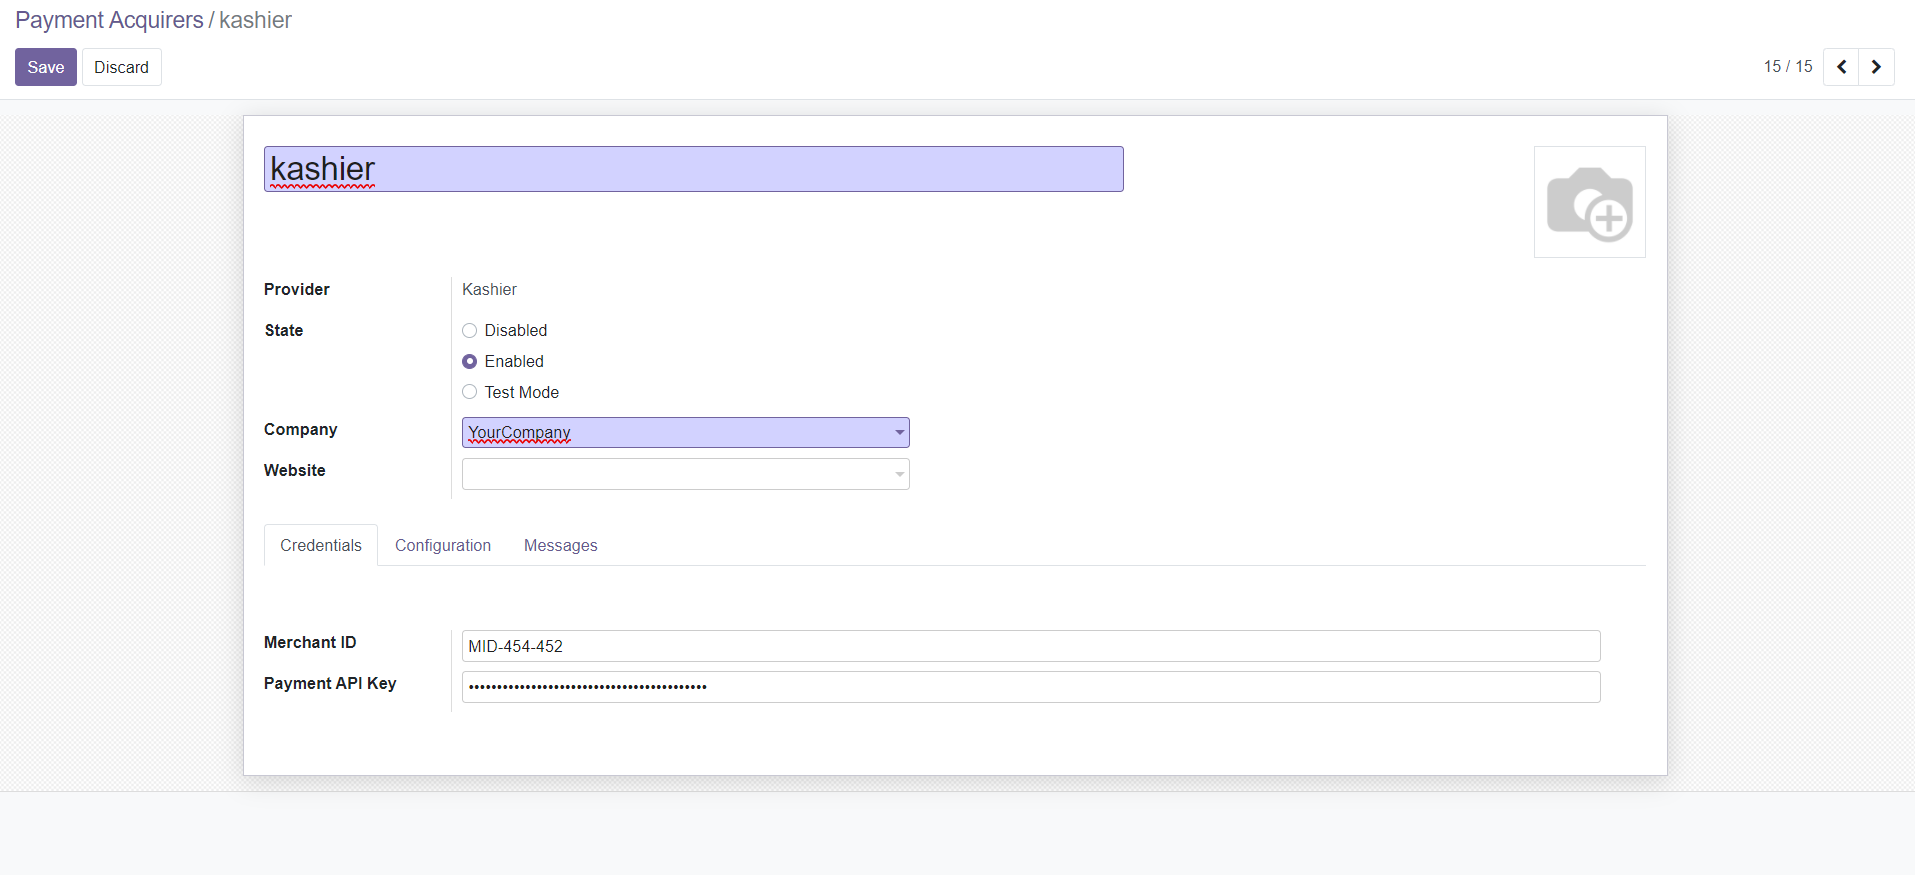 Payment Acquirers / kashier
Save Discard
15 / 15
kashier
Provider Kashier
State Disabled
Enabled
Test Mode
Company YourCompany
Website
Credentials Configuration Messages
Merchant ID MID-454-452
Payment API Key ••••••••••••••••••••••••••••••••••••••••••